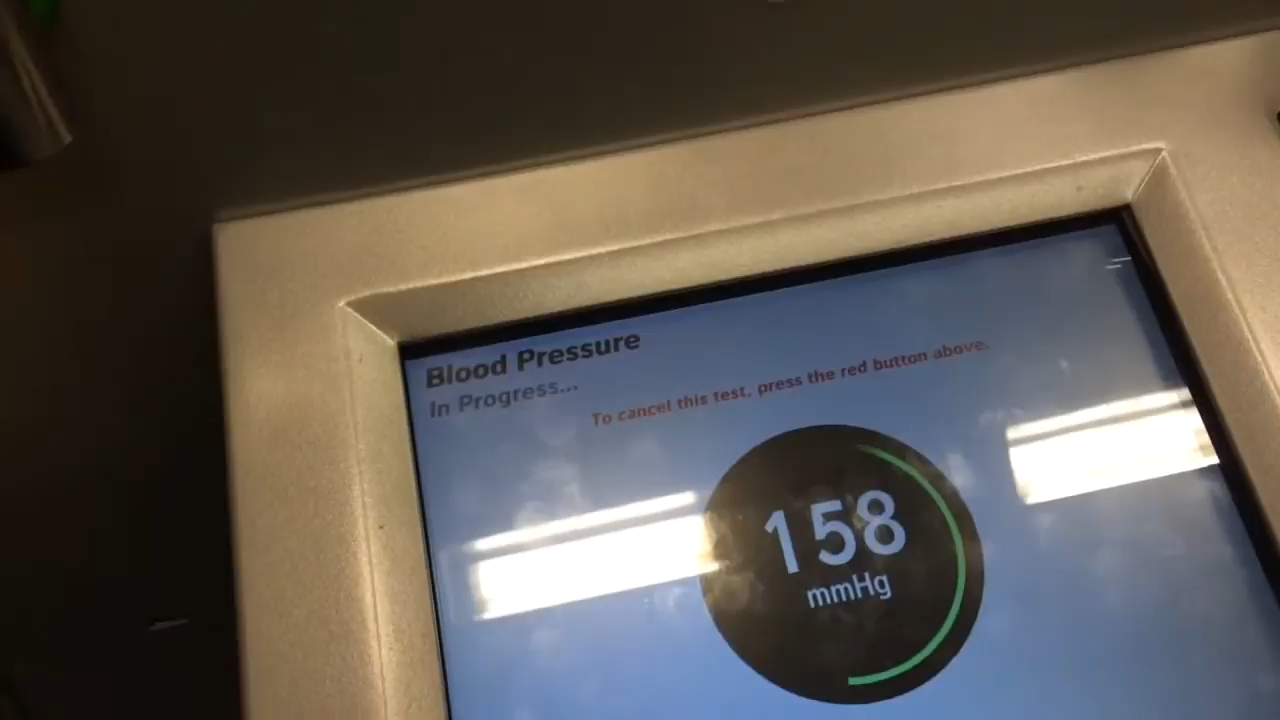 Blood Pressure
In Progress...
To cancel this test, press the red button above.
158
mmHg